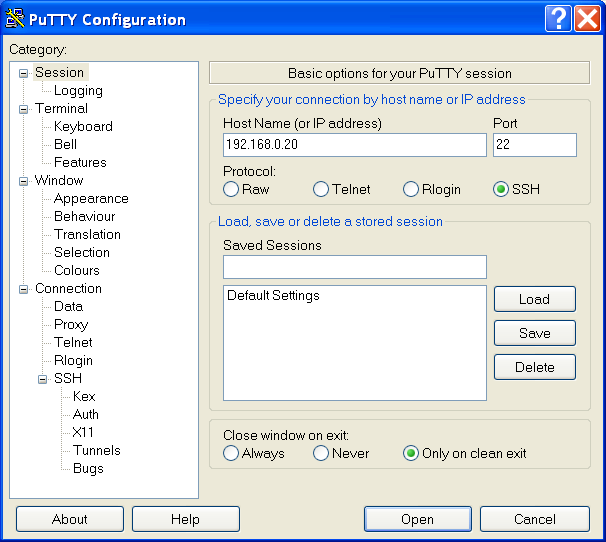 PuTTY Configuration
Category:
Session
Logging
Terminal
Keyboard
Bell
Features
Window
Appearance
Behaviour
Translation
Selection
Colours
Connection
Data
Proxy
Telnet
Rlogin
SSH
Kex
Auth
X11
Tunnels
Bugs
Basic options for your PuTTY session
Specify your connection by host name or IP address
Host Name (or IP address) Port
192.168.0.20 22
Protocol:
Raw Telnet Rlogin SSH
Load, save or delete a stored session
Saved Sessions
Default Settings
Load
Save
Delete
Close window on exit:
Always Never Only on clean exit
About Help Open Cancel